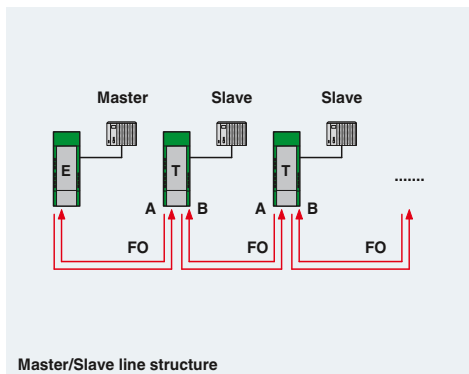 Master Slave Slave
E T T .......
A B A B
FO FO FO
Master/Slave line structure